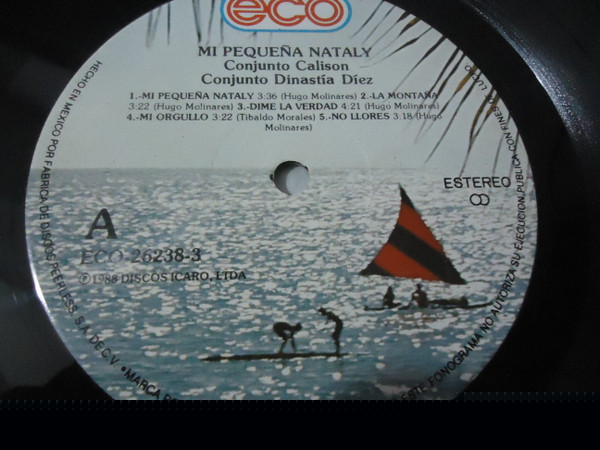 eco
MI PEQUEÑA NATALY
Conjunto Calison
Conjunto Dinastía Díez
1.-MI PEQUEÑA NATALY 3:36 (Hugo Molinares) 2.-LA MONTAÑA
3:22 (Hugo Molinares) 3.-DIME LA VERDAD 4:21 (Hugo Molinares)
4.-MI ORGULLO 3:22 (Tibaldo Morales) 5.-NO LLORES 3.18 (Hugo
Molinares)
ESTEREO
A
ECO 26238-3
℗ 1988 DISCOS ICARO, LTDA
HECHO EN MEXICO POR FABRICA DE DISCOS PEERLESS, S.A. DE C.V. • MARCA
ESTE FONOGRAMA NO AUTORIZA SU EJECUCION PUBLICA CON FINES DE LUCRO